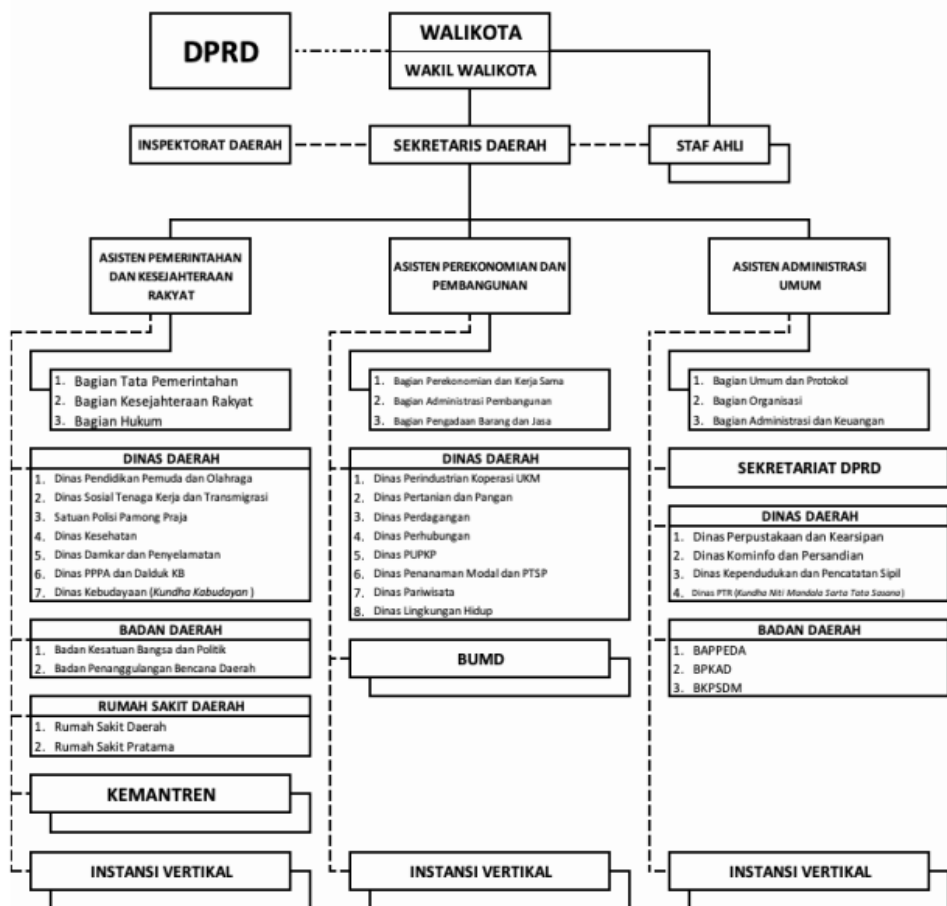 DPRD
WALIKOTA
WAKIL WALIKOTA
INSPEKTORAT DAERAH
SEKRETARIS DAERAH
STAF AHLI
ASISTEN PEMERINTAHAN
DAN KESEJAHTERAAN
RAKYAT
1. Bagian Tata Pemerintahan
2. Bagian Kesejahteraan Rakyat
3. Bagian Hukum
DINAS DAERAH
1. Dinas Pendidikan Pemuda dan Olahraga
2. Dinas Sosial Tenaga Kerja dan Transmigrasi
3. Satuan Polisi Pamong Praja
4. Dinas Kesehatan
5. Dinas Damkar dan Penyelamatan
6. Dinas PPPA dan Dalduk KB
7. Dinas Kebudayaan (Kundha Kabudayan )
BADAN DAERAH
1. Badan Kesatuan Bangsa dan Politik
2. Badan Penanggulangan Bencana Daerah
RUMAH SAKIT DAERAH
1. Rumah Sakit Daerah
2. Rumah Sakit Pratama
KEMANTREN
INSTANSI VERTIKAL
ASISTEN PEREKONOMIAN DAN
PEMBANGUNAN
1. Bagian Perekonomian dan Kerja Sama
2. Bagian Administrasi Pembangunan
3. Bagian Pengadaan Barang dan Jasa
DINAS DAERAH
1. Dinas Perindustrian Koperasi UKM
2. Dinas Pertanian dan Pangan
3. Dinas Perdagangan
4. Dinas Perhubungan
5. Dinas PUPKP
6. Dinas Penanaman Modal dan PTSP
7. Dinas Pariwisata
8. Dinas Lingkungan Hidup
BUMD
INSTANSI VERTIKAL
ASISTEN ADMINISTRASI
UMUM
1. Bagian Umum dan Protokol
2. Bagian Organisasi
3. Bagian Administrasi dan Keuangan
SEKRETARIAT DPRD
DINAS DAERAH
1. Dinas Perpustakaan dan Kearsipan
2. Dinas Kominfo dan Persandian
3. Dinas Kependudukan dan Pencatatan Sipil
4. Dinas PTR (Kundha Niti Mandala Sarta Tata Sasana)
BADAN DAERAH
1. BAPPEDA
2. BPKAD
3. BKPSDM
INSTANSI VERTIKAL